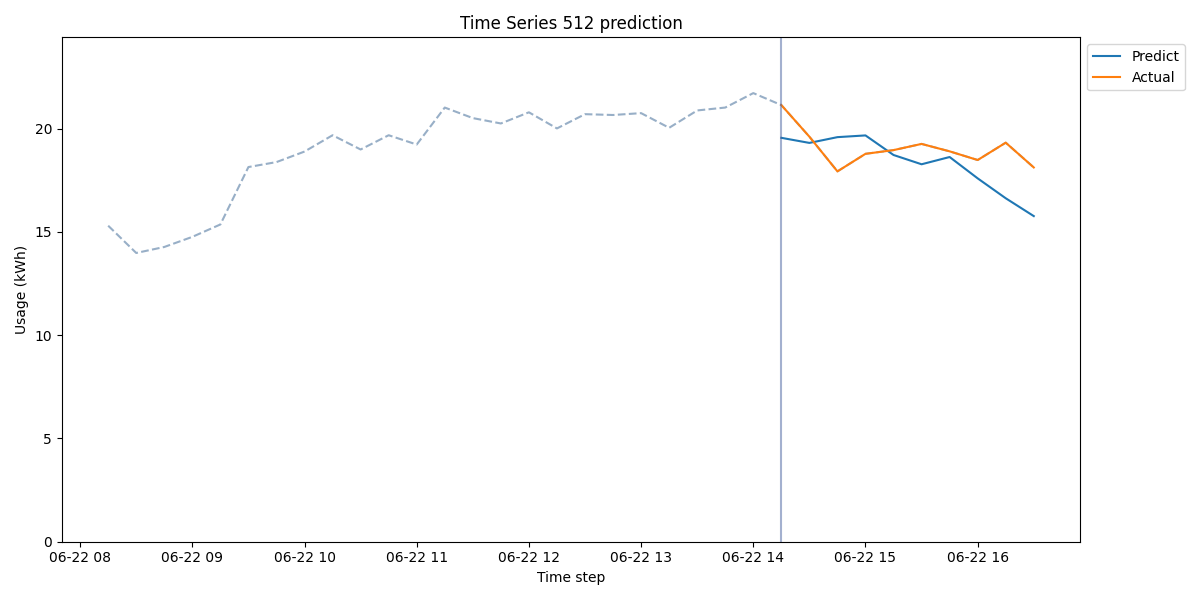 Time Series 512 prediction
Predict
Actual
Usage (kWh)
20
15
10
5
0
06-22 08 06-22 09 06-22 10 06-22 11 06-22 12 06-22 13 06-22 14 06-22 15 06-22 16
Time step